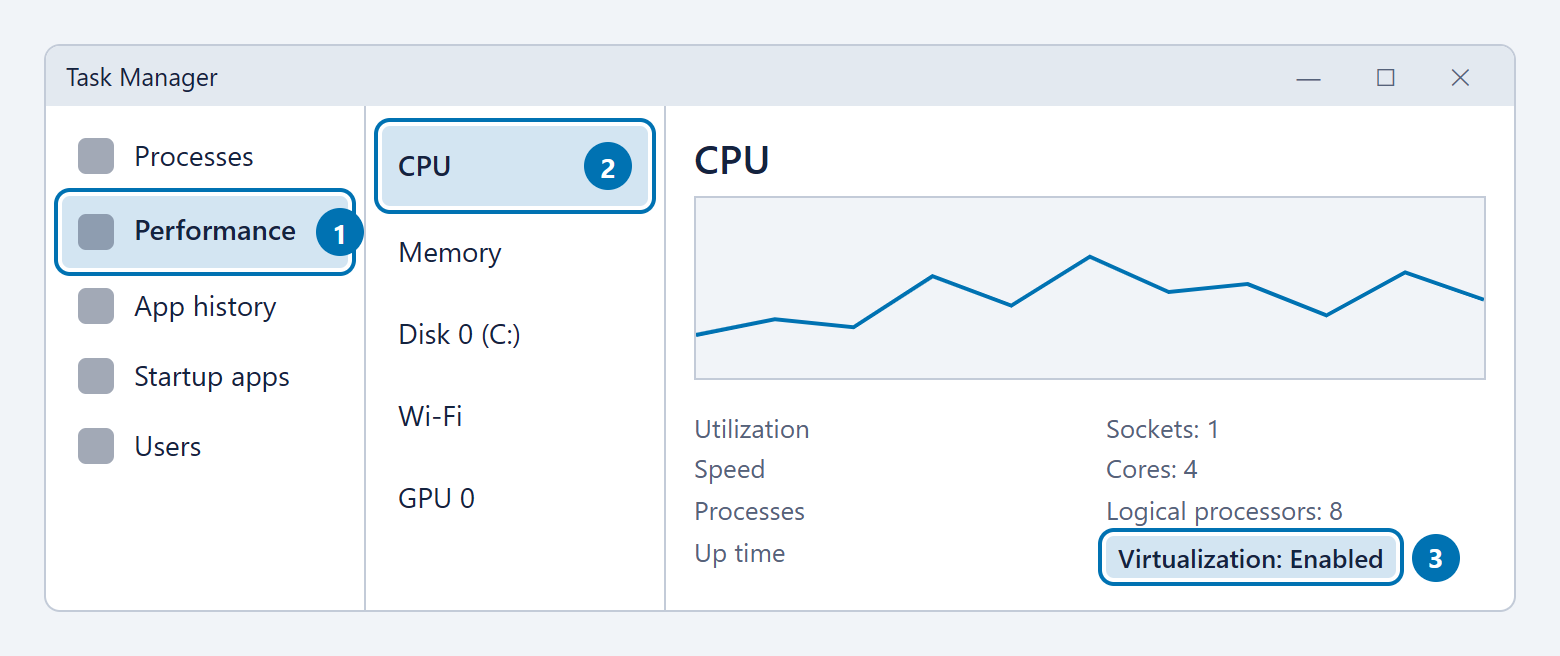 Task Manager
Processes
Performance 1
App history
Startup apps
Users
CPU 2
Memory
Disk 0 (C:)
Wi-Fi
GPU 0
CPU
Utilization
Speed
Processes
Up time
Sockets: 1
Cores: 4
Logical processors: 8
Virtualization: Enabled 3